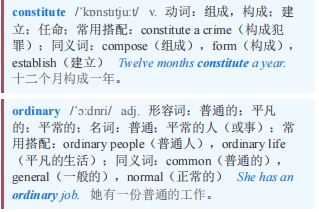 constitute /ˈkɒnstɪtjuːt/ v. 动词：组成，构成；建
立；任命；常用搭配：constitute a crime（构成犯
罪）；同义词：compose（组成），form（构成），
establish（建立） Twelve months constitute a year.
十二个月构成一年。
ordinary /ˈɔːdnri/ adj. 形容词：普通的；平凡
的；平常的；名词：普通；平常的人（或事）；常
用搭配：ordinary people（普通人），ordinary life
（平凡的生活）；同义词：common（普通的），
general（一般的），normal（正常的） She has an
ordinary job. 她有一份普通的工作。